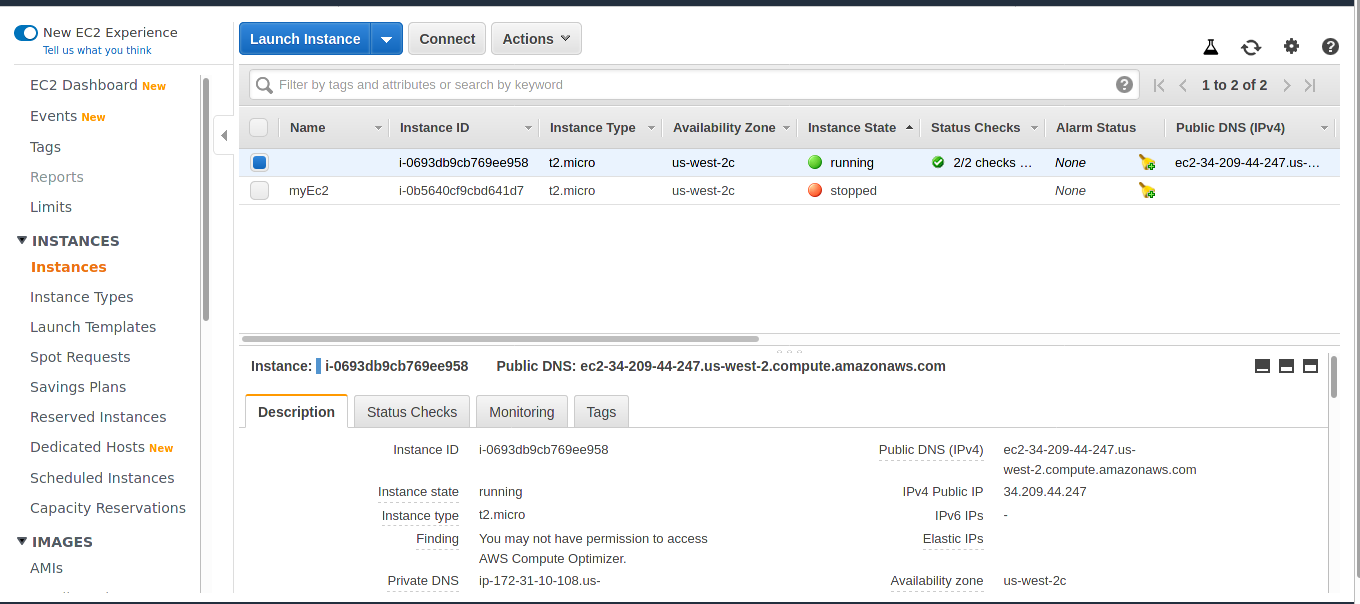 New EC2 Experience
Tell us what you think
EC2 Dashboard New
Events New
Tags
Reports
Limits
INSTANCES
Instances
Instance Types
Launch Templates
Spot Requests
Savings Plans
Reserved Instances
Dedicated Hosts New
Scheduled Instances
Capacity Reservations
IMAGES
AMIs
Launch Instance Connect Actions
Filter by tags and attributes or search by keyword 1 to 2 of 2
Name Instance ID Instance Type Availability Zone Instance State Status Checks Alarm Status Public DNS (IPv4)
i-0693db9cb769ee958 t2.micro us-west-2c running 2/2 checks ... None ec2-34-209-44-247.us-...
myEc2 i-0b5640cf9cbd641d7 t2.micro us-west-2c stopped None
Instance: i-0693db9cb769ee958 Public DNS: ec2-34-209-44-247.us-west-2.compute.amazonaws.com
Description Status Checks Monitoring Tags
Instance ID i-0693db9cb769ee958 Public DNS (IPv4) ec2-34-209-44-247.us-
west-2.compute.amazonaws.com
Instance state running IPv4 Public IP 34.209.44.247
Instance type t2.micro IPv6 IPs -
Finding You may not have permission to access Elastic IPs
AWS Compute Optimizer.
Private DNS ip-172-31-10-108.us- Availability zone us-west-2c